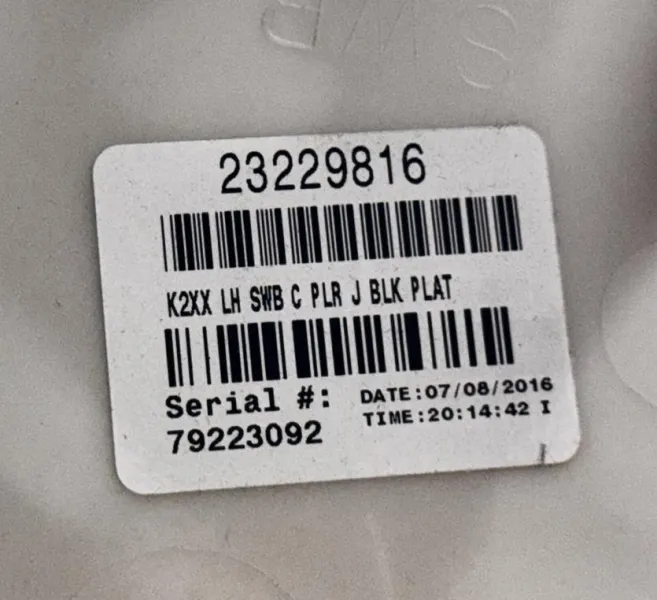 23229816
K2XX LH SWB C PLR J BLK PLAT
Serial #:
79223092
DATE:07/08/2016
TIME:20:14:42 I